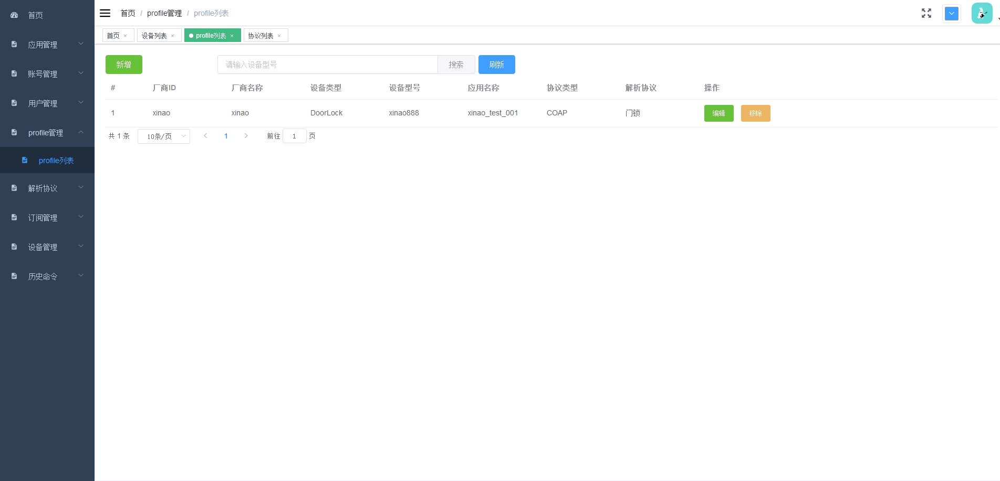 首页
应用管理
账号管理
用户管理
profile管理
profile列表
解析协议
订阅管理
设备管理
历史命令
首页 / profile管理 / profile列表
首页 × 设备列表 × profile列表 × 协议列表 ×
新增 请输入设备型号 搜索 刷新
# 厂商ID 厂商名称 设备类型 设备型号 应用名称 协议类型 解析协议 操作
1 xinao xinao DoorLock xinao888 xinao_test_001 COAP 门锁 编辑 移除
共 1 条 10条/页 1 前往 1 页